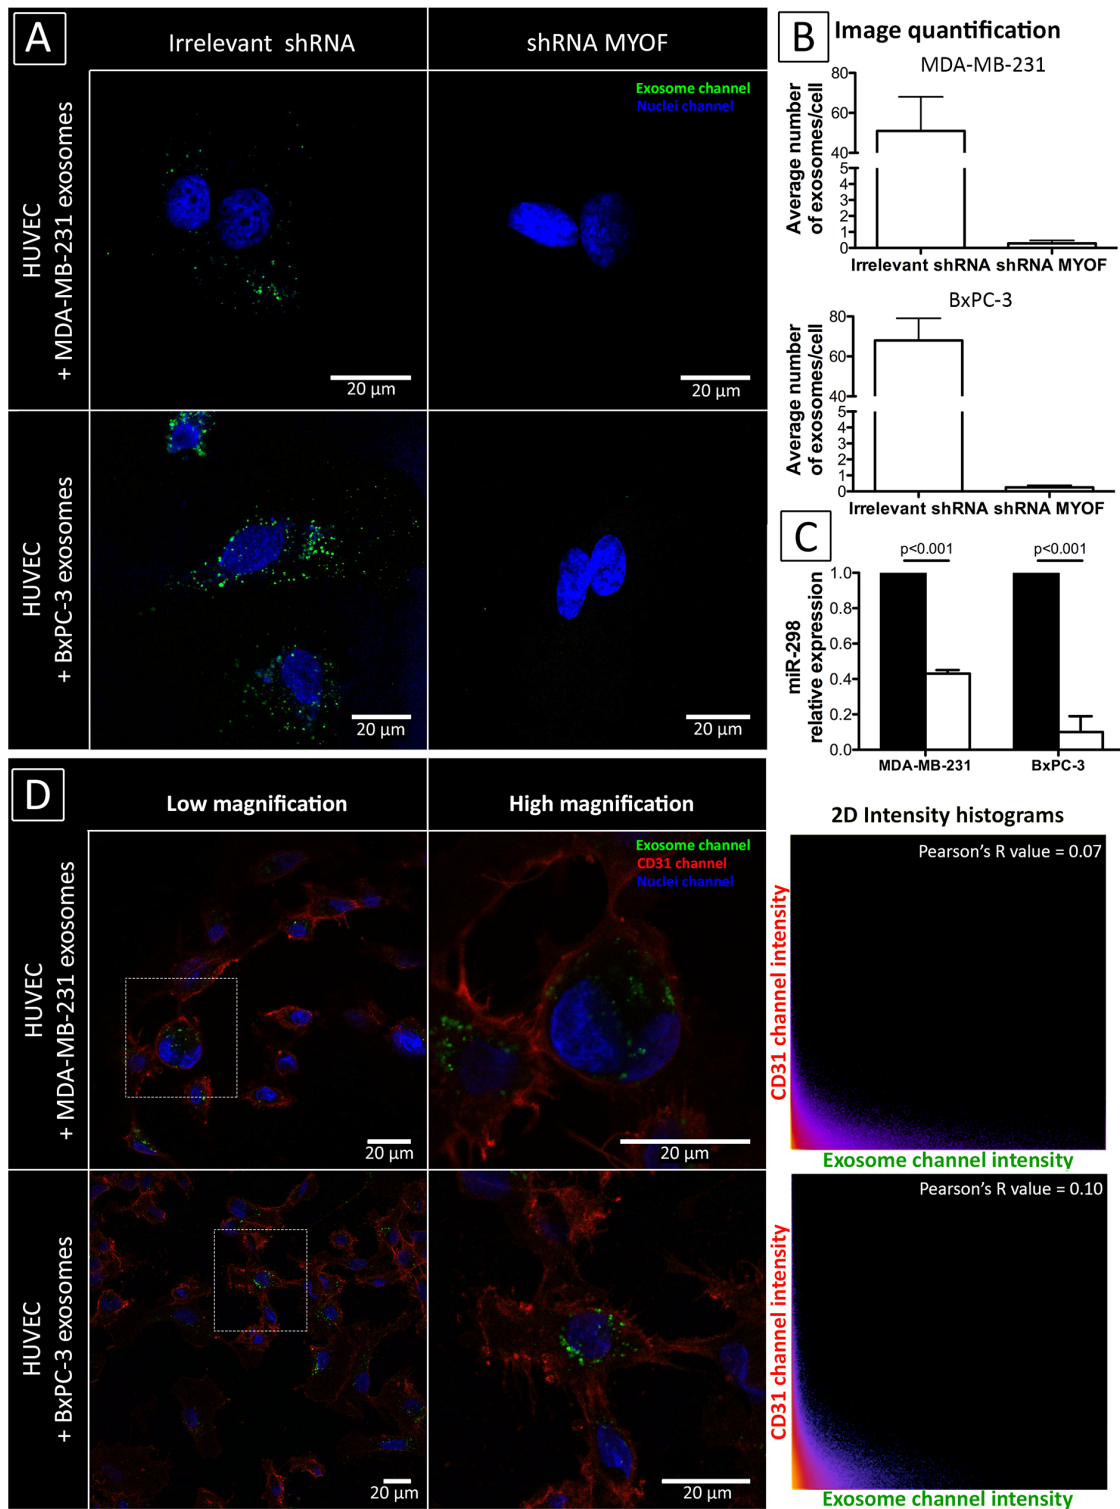 A
Irrelevant shRNA
shRNA MYOF
HUVEC
+ MDA-MB-231 exosomes
Exosome channel
Nuclei channel
20 µm
20 µm
HUVEC
+ BxPC-3 exosomes
20 µm
20 µm
B
Image quantification
MDA-MB-231
Average number
of exosomes/cell
80
60
40
5
4
3
2
1
0
Irrelevant shRNA shRNA MYOF
BxPC-3
Average number
of exosomes/cell
80
60
40
5
4
3
2
1
0
Irrelevant shRNA shRNA MYOF
C
p<0.001
p<0.001
miR-298
relative expression
1.0
0.8
0.6
0.4
0.2
0.0
MDA-MB-231
BxPC-3
D
Low magnification
High magnification
2D Intensity histograms
HUVEC
+ MDA-MB-231 exosomes
20 µm
Exosome channel
CD31 channel
Nuclei channel
20 µm
Pearson's R value = 0.07
CD31 channel intensity
Exosome channel intensity
HUVEC
+ BxPC-3 exosomes
20 µm
20 µm
Pearson's R value = 0.10
CD31 channel intensity
Exosome channel intensity